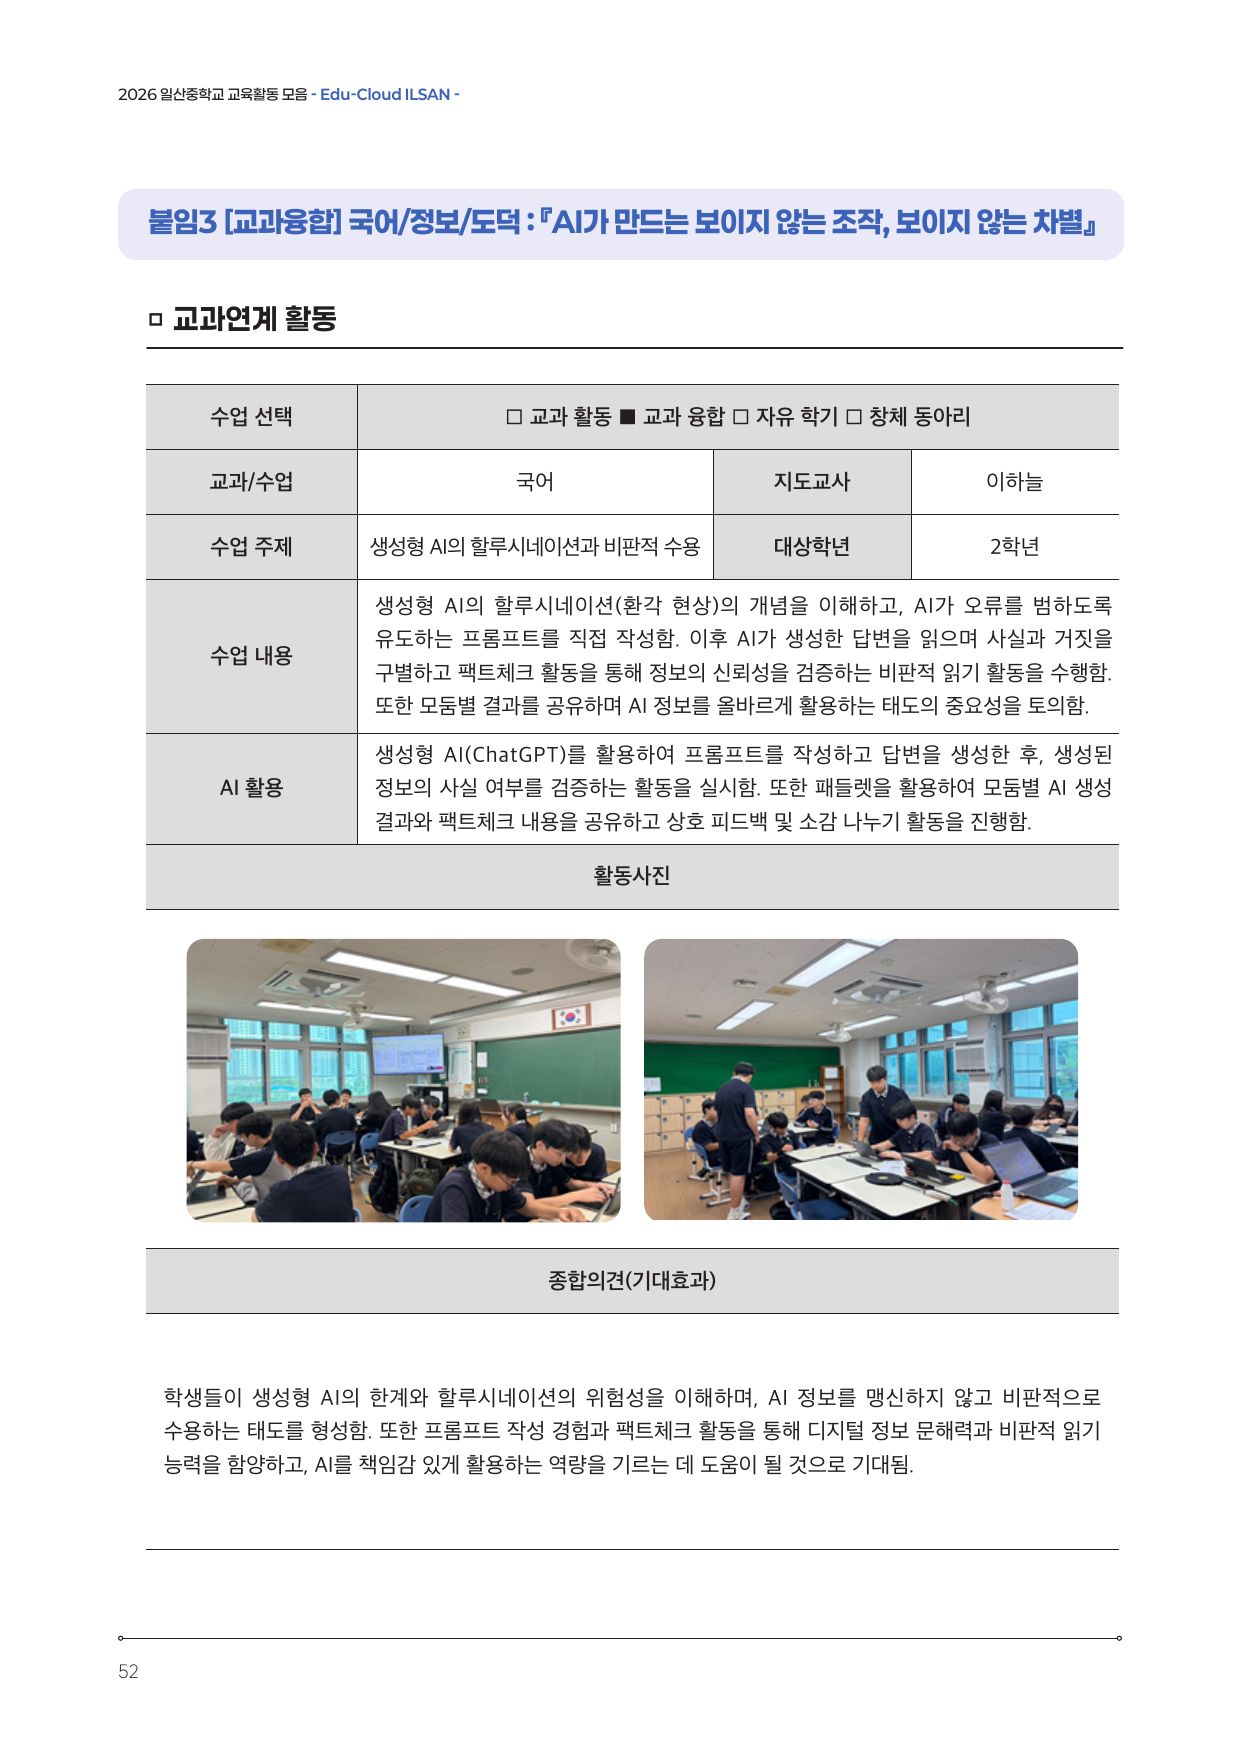 2026 일산중학교 교육활동 모음 - Edu-Cloud ILSAN -
붙임3 [교과융합] 국어/정보/도덕 : 『AI가 만드는 보이지 않는 조작, 보이지 않는 차별』
ㅁ 교과연계 활동
수업 선택
□ 교과 활동 ■ 교과 융합 □ 자유 학기 □ 창체 동아리
교과/수업
국어
지도교사
이하늘
수업 주제
생성형 AI의 할루시네이션과 비판적 수용
대상학년
2학년
수업 내용
생성형 AI의 할루시네이션(환각 현상)의 개념을 이해하고, AI가 오류를 범하도록
유도하는 프롬프트를 직접 작성함. 이후 AI가 생성한 답변을 읽으며 사실과 거짓을
구별하고 팩트체크 활동을 통해 정보의 신뢰성을 검증하는 비판적 읽기 활동을 수행함.
또한 모둠별 결과를 공유하며 AI 정보를 올바르게 활용하는 태도의 중요성을 토의함.
AI 활용
생성형 AI(ChatGPT)를 활용하여 프롬프트를 작성하고 답변을 생성한 후, 생성된
정보의 사실 여부를 검증하는 활동을 실시함. 또한 패들렛을 활용하여 모둠별 AI 생성
결과와 팩트체크 내용을 공유하고 상호 피드백 및 소감 나누기 활동을 진행함.
활동사진
종합의견(기대효과)
학생들이 생성형 AI의 한계와 할루시네이션의 위험성을 이해하며, AI 정보를 맹신하지 않고 비판적으로
수용하는 태도를 형성함. 또한 프롬프트 작성 경험과 팩트체크 활동을 통해 디지털 정보 문해력과 비판적 읽기
능력을 함양하고, AI를 책임감 있게 활용하는 역량을 기르는 데 도움이 될 것으로 기대됨.
52